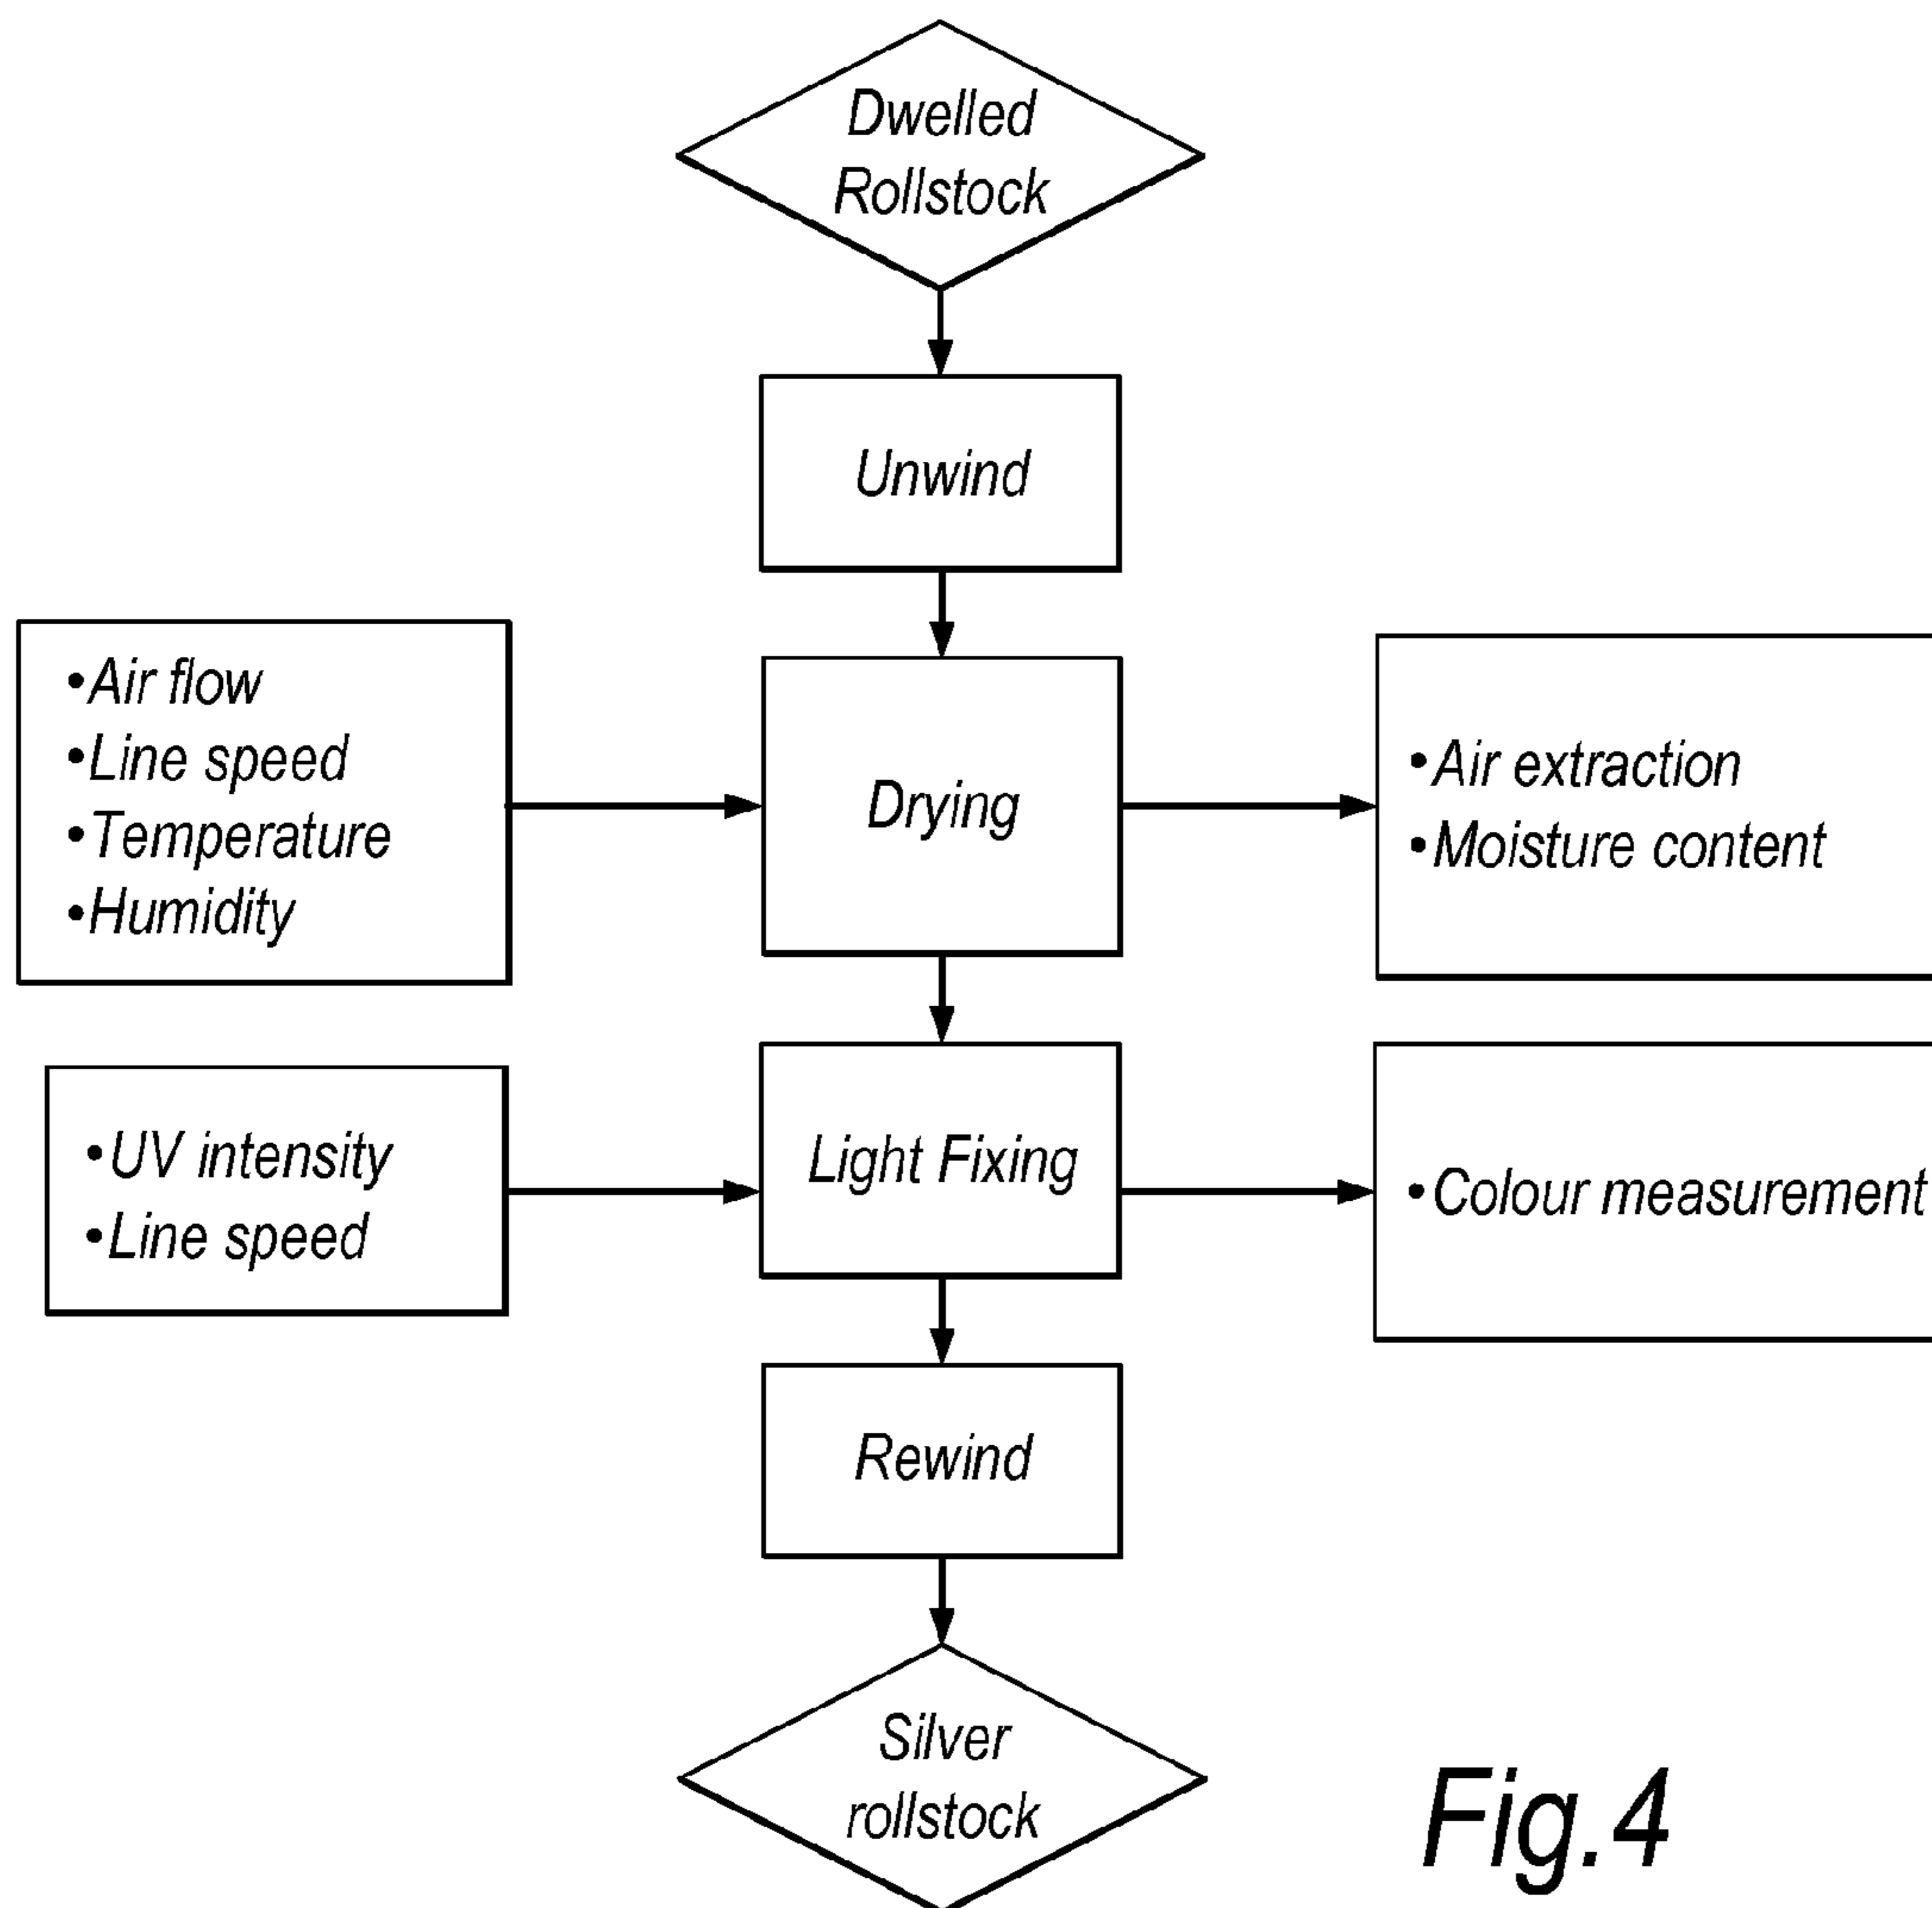 Dwelled
Rollstock
Unwind
•Air flow
•Line speed
•Temperature
•Humidity
Drying
•Air extraction
•Moisture content
•UV intensity
•Line speed
Light Fixing
•Colour measurement
Rewind
Silver
rollstock
Fig.4